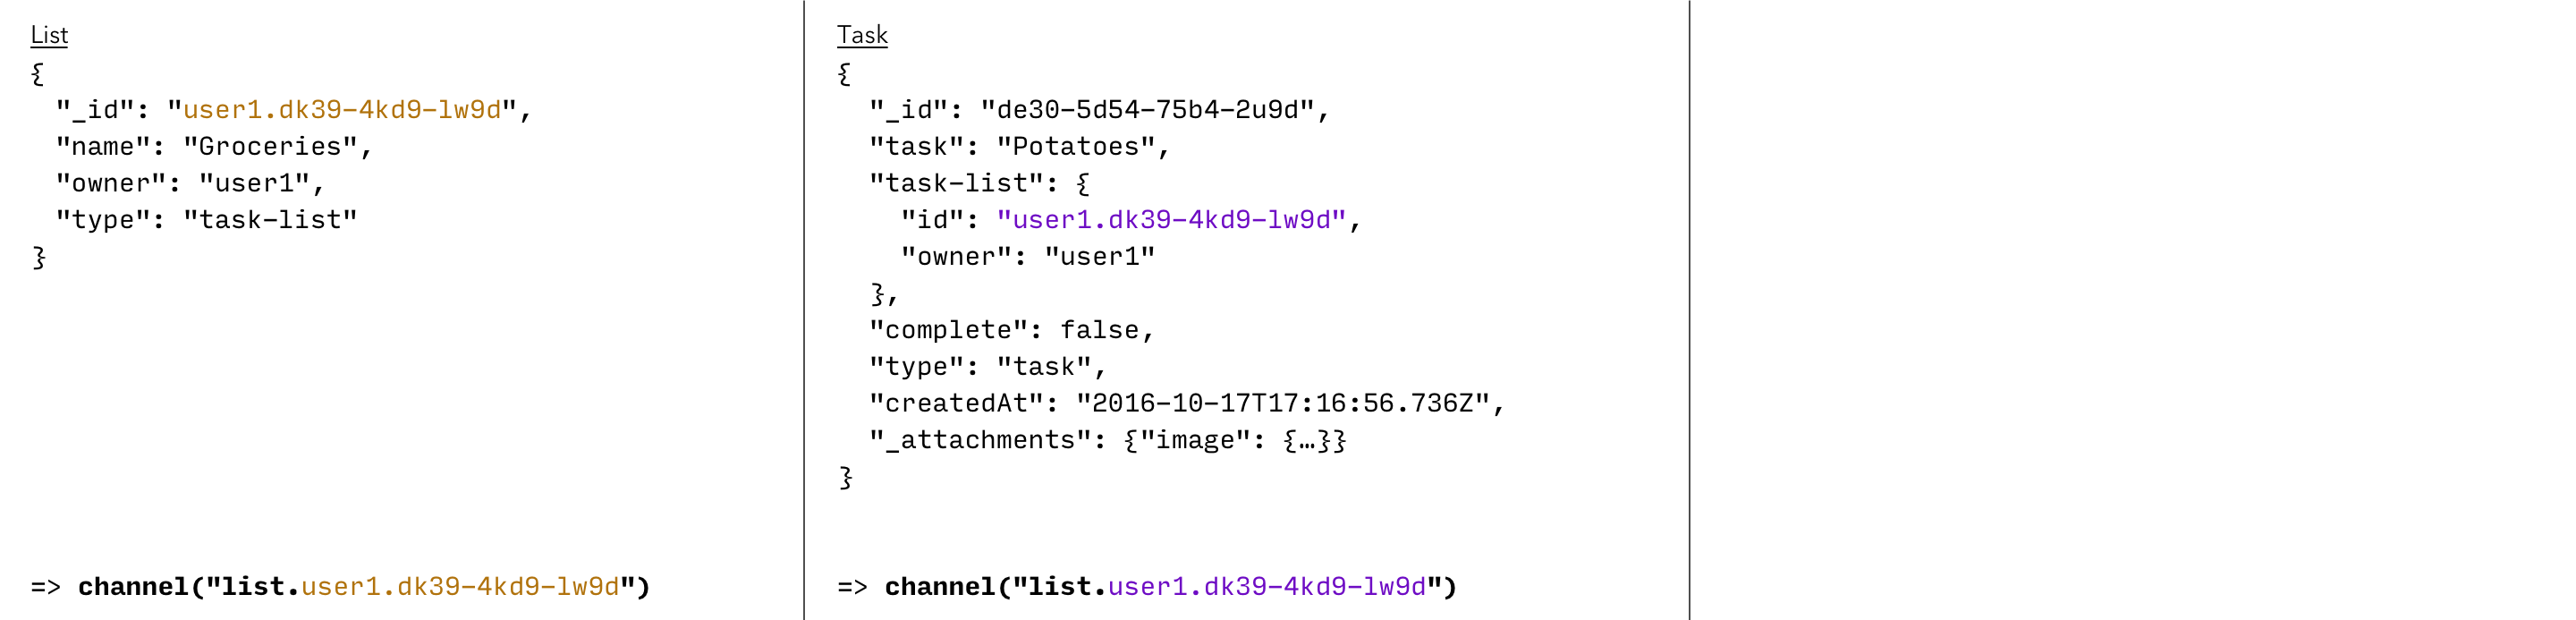 List
{
"_id": "user1.dk39-4kd9-lw9d",
"name": "Groceries",
"owner": "user1",
"type": "task-list"
}
=> channel("list.user1.dk39-4kd9-lw9d")
Task
{
"_id": "de30-5d54-75b4-2u9d",
"task": "Potatoes",
"task-list": {
"id": "user1.dk39-4kd9-lw9d",
"owner": "user1"
},
"complete": false,
"type": "task",
"createdAt": "2016-10-17T17:16:56.736Z",
"_attachments": {"image": {…}}
}
=> channel("list.user1.dk39-4kd9-lw9d")